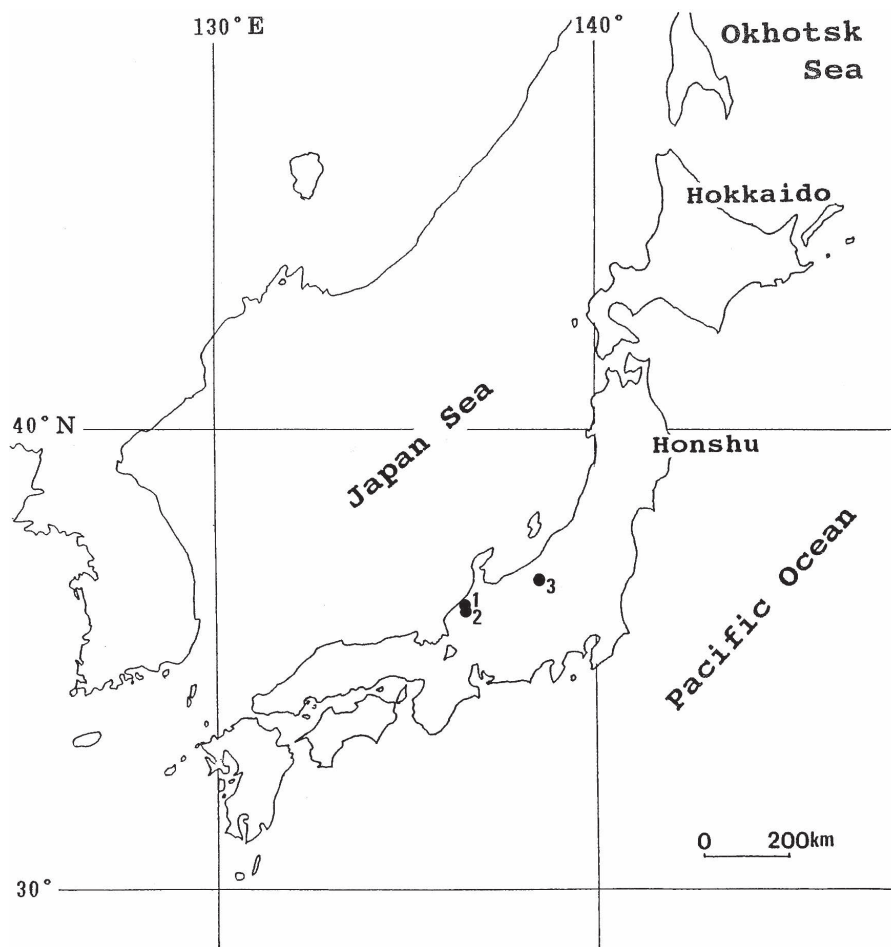 130°E
140°
Okhotsk
Sea
Hokkaido
40°N
Japan Sea
Honshu
1
2
3
Pacific Ocean
0 200km
30°